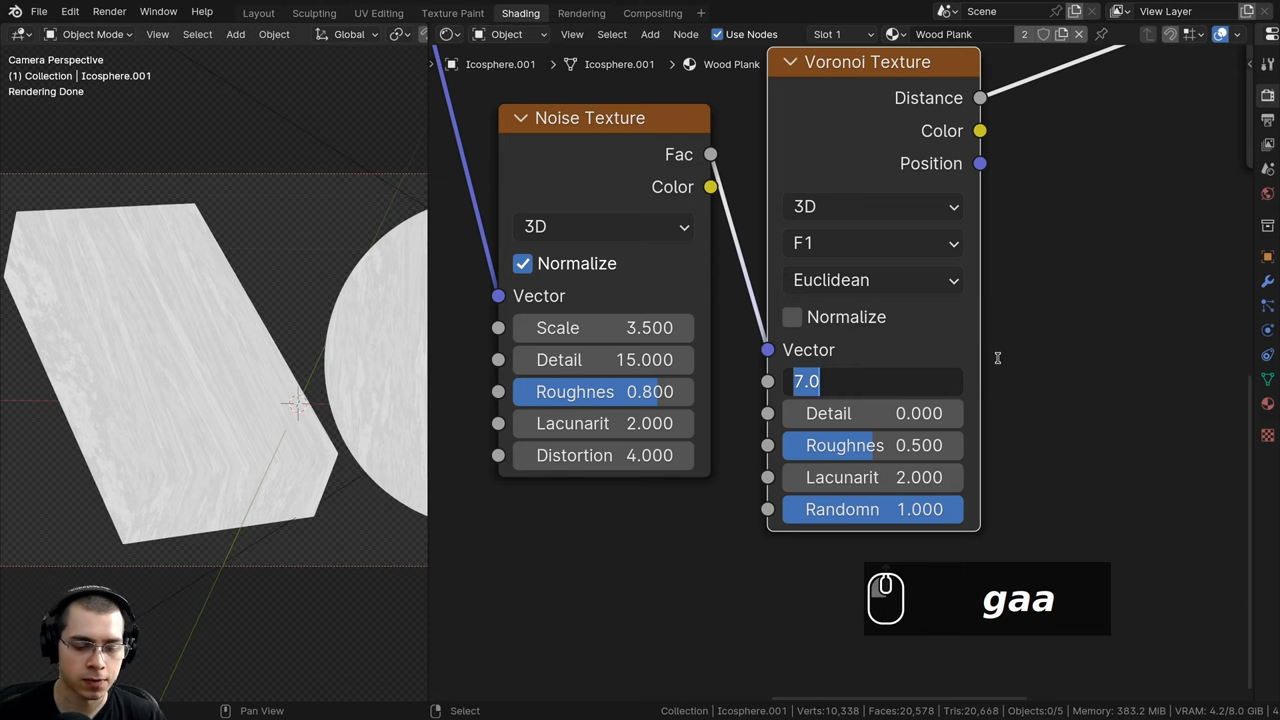 File Edit Render Window Help Layout Sculpting UV Editing Texture Paint Shading Rendering Compositing + Scene View Layer
Object Mode View Select Add Object Global Object View Select Add Node Use Nodes Slot 1 Wood Plank 2
Camera Perspective
(1) Collection | Icosphere.001
Rendering Done
Icosphere.001 Icosphere.001 Wood Plank
Noise Texture
Fac
Color
3D
Normalize
Vector
Scale 3.500
Detail 15.000
Roughnes 0.800
Lacunarit 2.000
Distortion 4.000
Voronoi Texture
Distance
Color
Position
3D
F1
Euclidean
Normalize
Vector
7.0
Detail 0.000
Roughnes 0.500
Lacunarit 2.000
Randomn 1.000
gaa
Pan View Select Collection | Icosphere.001 | Verts:10,338 | Faces:20,578 | Tris:20,668 | Objects:0/5 | Memory: 383.2 MiB | VRAM: 4.2/8.0 GiB | 4